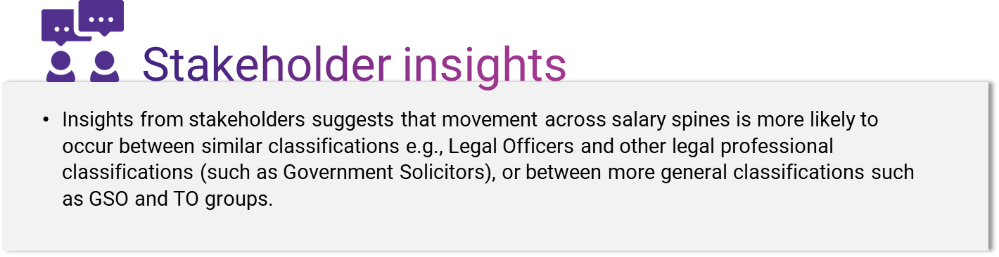 Stakeholder insights
• Insights from stakeholders suggests that movement across salary spines is more likely to
occur between similar classifications e.g., Legal Officers and other legal professional
classifications (such as Government Solicitors), or between more general classifications such
as GSO and TO groups.